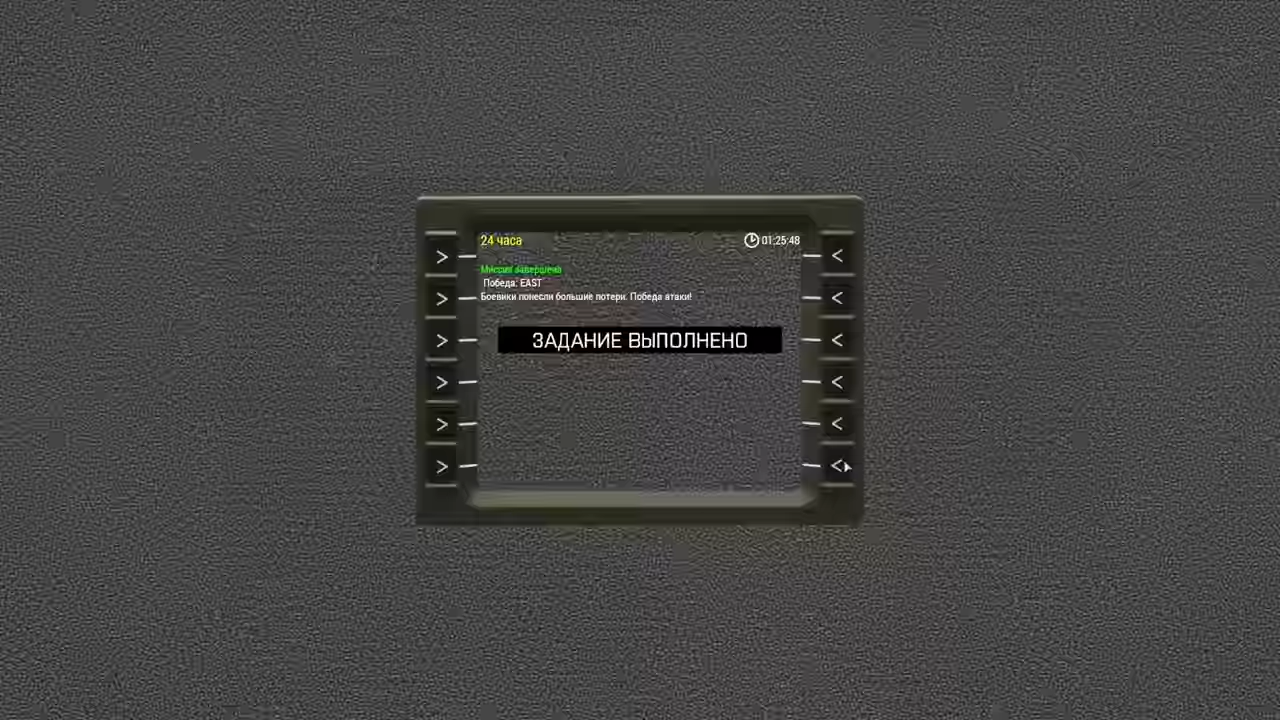 24 часа
01:25:48
Миссия завершена
Победа: EAST
Боевики понесли большие потери. Победа атаки!
ЗАДАНИЕ ВЫПОЛНЕНО